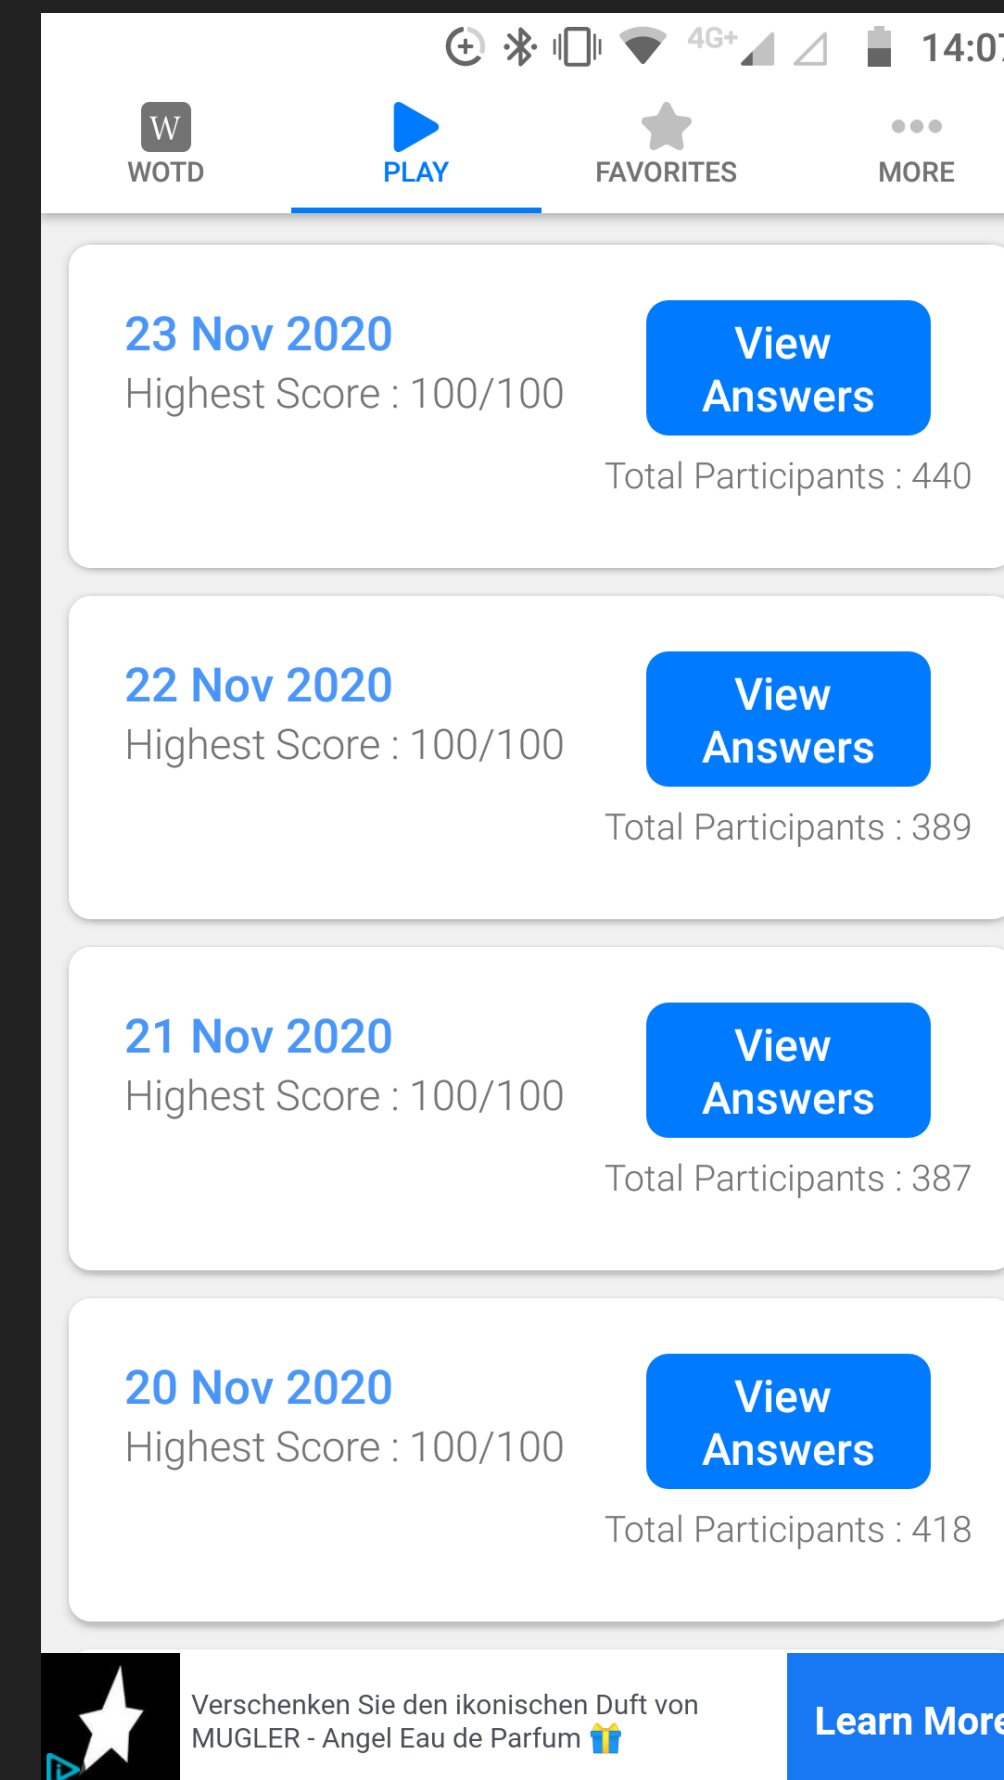 4G+ 14:07
W
WOTD PLAY FAVORITES MORE
23 Nov 2020
Highest Score : 100/100
View
Answers
Total Participants : 440
22 Nov 2020
Highest Score : 100/100
View
Answers
Total Participants : 389
21 Nov 2020
Highest Score : 100/100
View
Answers
Total Participants : 387
20 Nov 2020
Highest Score : 100/100
View
Answers
Total Participants : 418
Verschenken Sie den ikonischen Duft von
MUGLER - Angel Eau de Parfum 🎁
Learn More